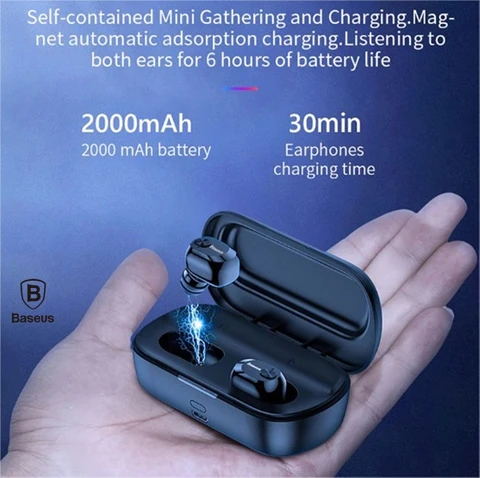 Self-contained Mini Gathering and Charging.Mag-
net automatic adsorption charging.Listening to
both ears for 6 hours of battery life
2000mAh
30min
2000 mAh battery
Earphones
charging time
B
Baseus